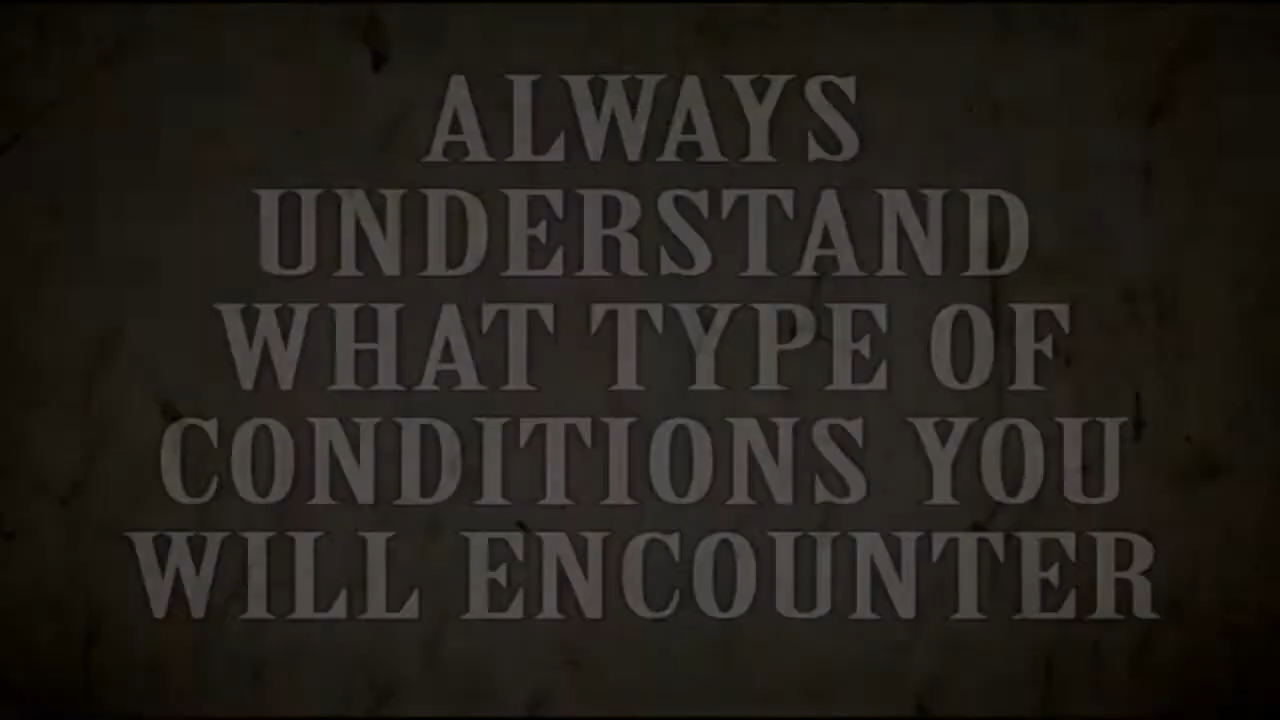 ALWAYS
UNDERSTAND
WHAT TYPE OF
CONDITIONS YOU
WILL ENCOUNTER